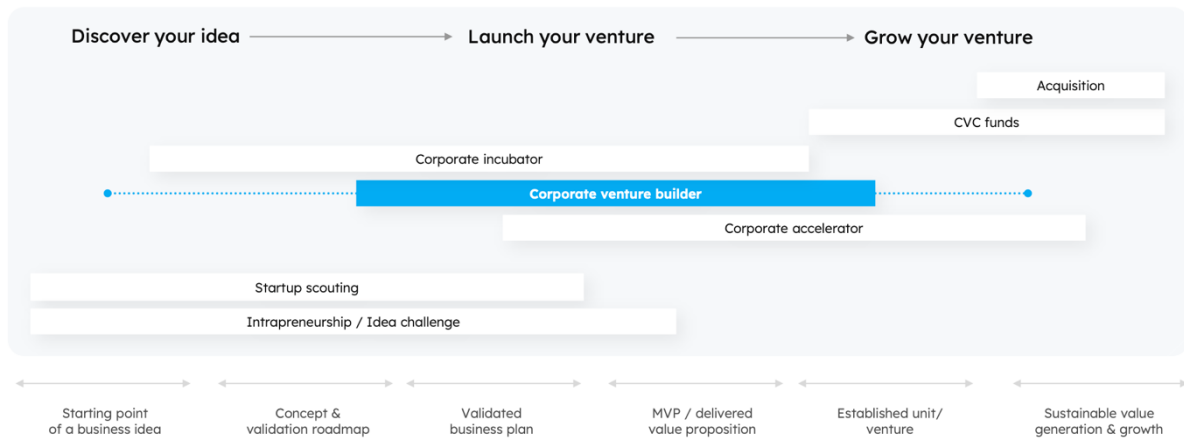 Discover your idea
Launch your venture
Grow your venture
Acquisition
CVC funds
Corporate incubator
Corporate venture builder
Corporate accelerator
Startup scouting
Intrapreneurship / Idea challenge
Starting point
of a business idea
Concept &
validation roadmap
Validated
business plan
MVP / delivered
value proposition
Established unit/
venture
Sustainable value
generation & growth